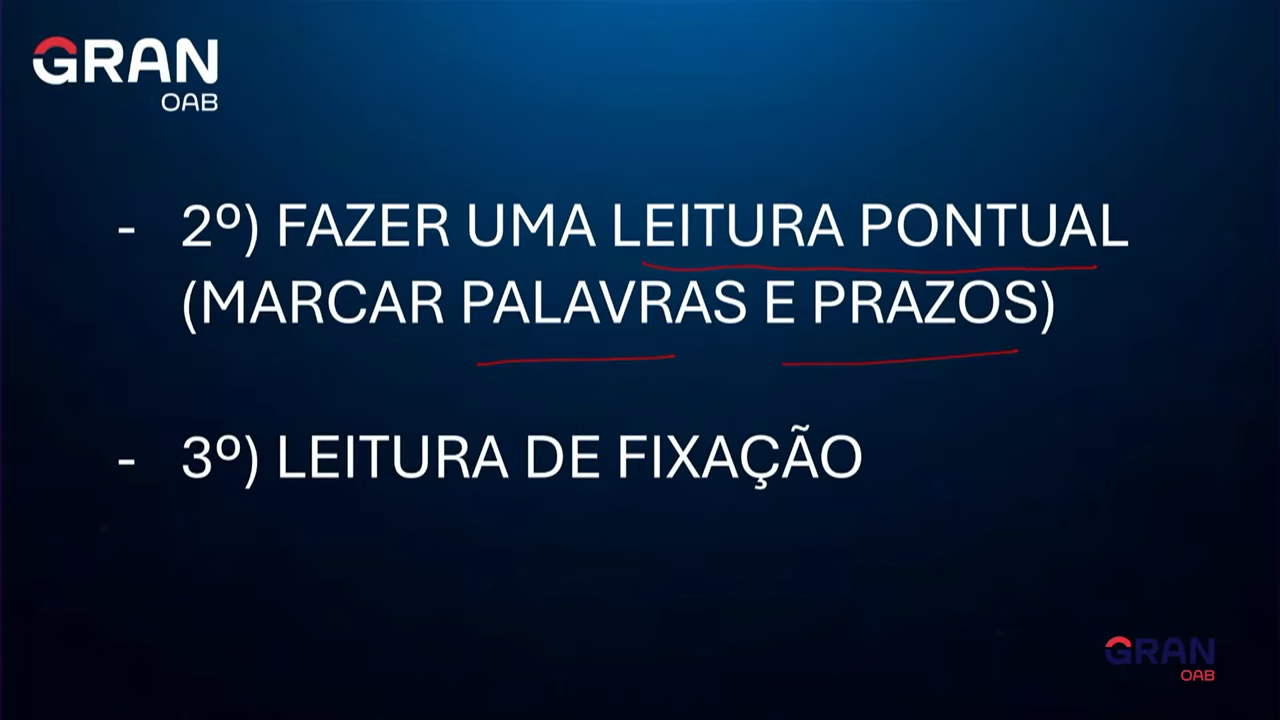 GRAN
OAB
- 2º) FAZER UMA LEITURA PONTUAL
(MARCAR PALAVRAS E PRAZOS)
- 3º) LEITURA DE FIXAÇÃO
GRAN
OAB